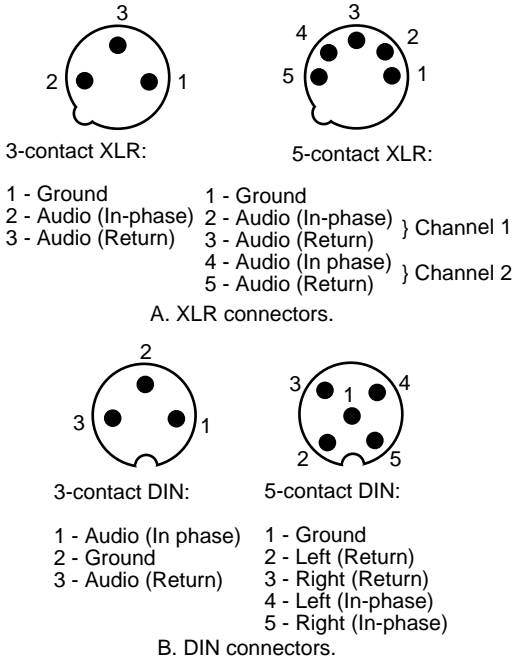 3
2
1
3
4
2
5
1
3-contact XLR:
5-contact XLR:
1 - Ground
2 - Audio (In-phase)
3 - Audio (Return)
1 - Ground
2 - Audio (In-phase)
3 - Audio (Return)
} Channel 1
4 - Audio (In phase)
5 - Audio (Return)
} Channel 2
A. XLR connectors.
2
3
1
3
1
4
2
5
3-contact DIN:
5-contact DIN:
1 - Audio (In phase)
2 - Ground
3 - Audio (Return)
1 - Ground
2 - Left (Return)
3 - Right (Return)
4 - Left (In-phase)
5 - Right (In-phase)
B. DIN connectors.